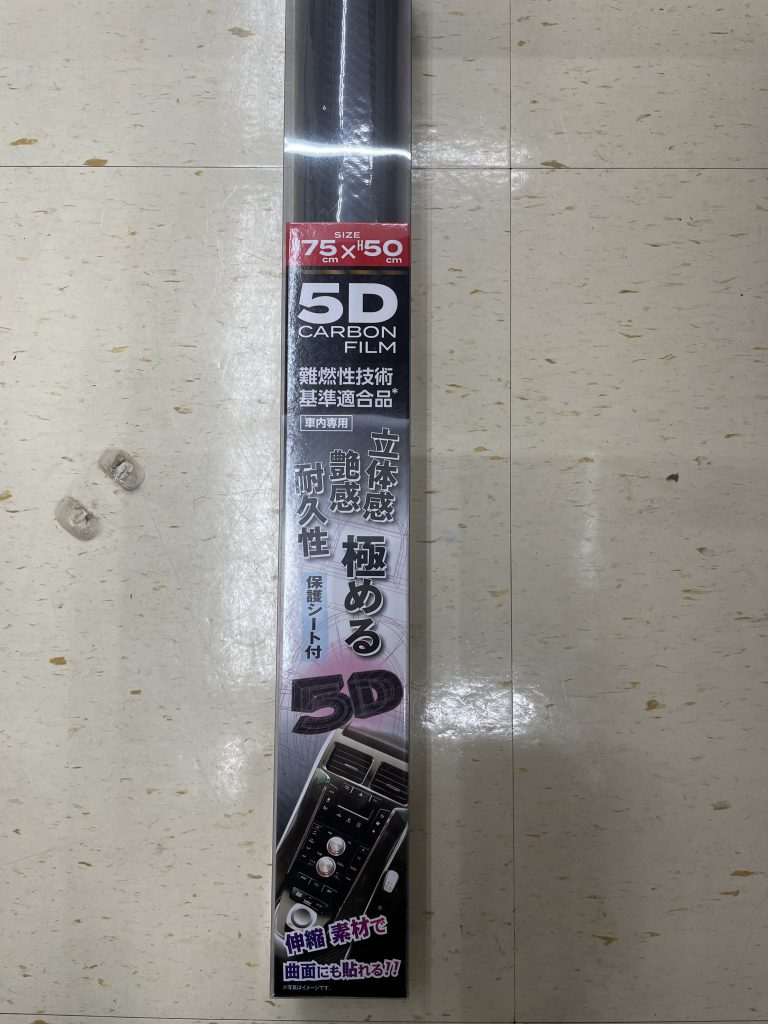 SIZE
75cm×H50cm
5D
CARBON
FILM
難燃性技術
基準適合品*
車内専用
立体感
艶感
耐久性
極める
保護シート付
5D
伸縮素材で
曲面にも貼れる!!
※写真はイメージです。